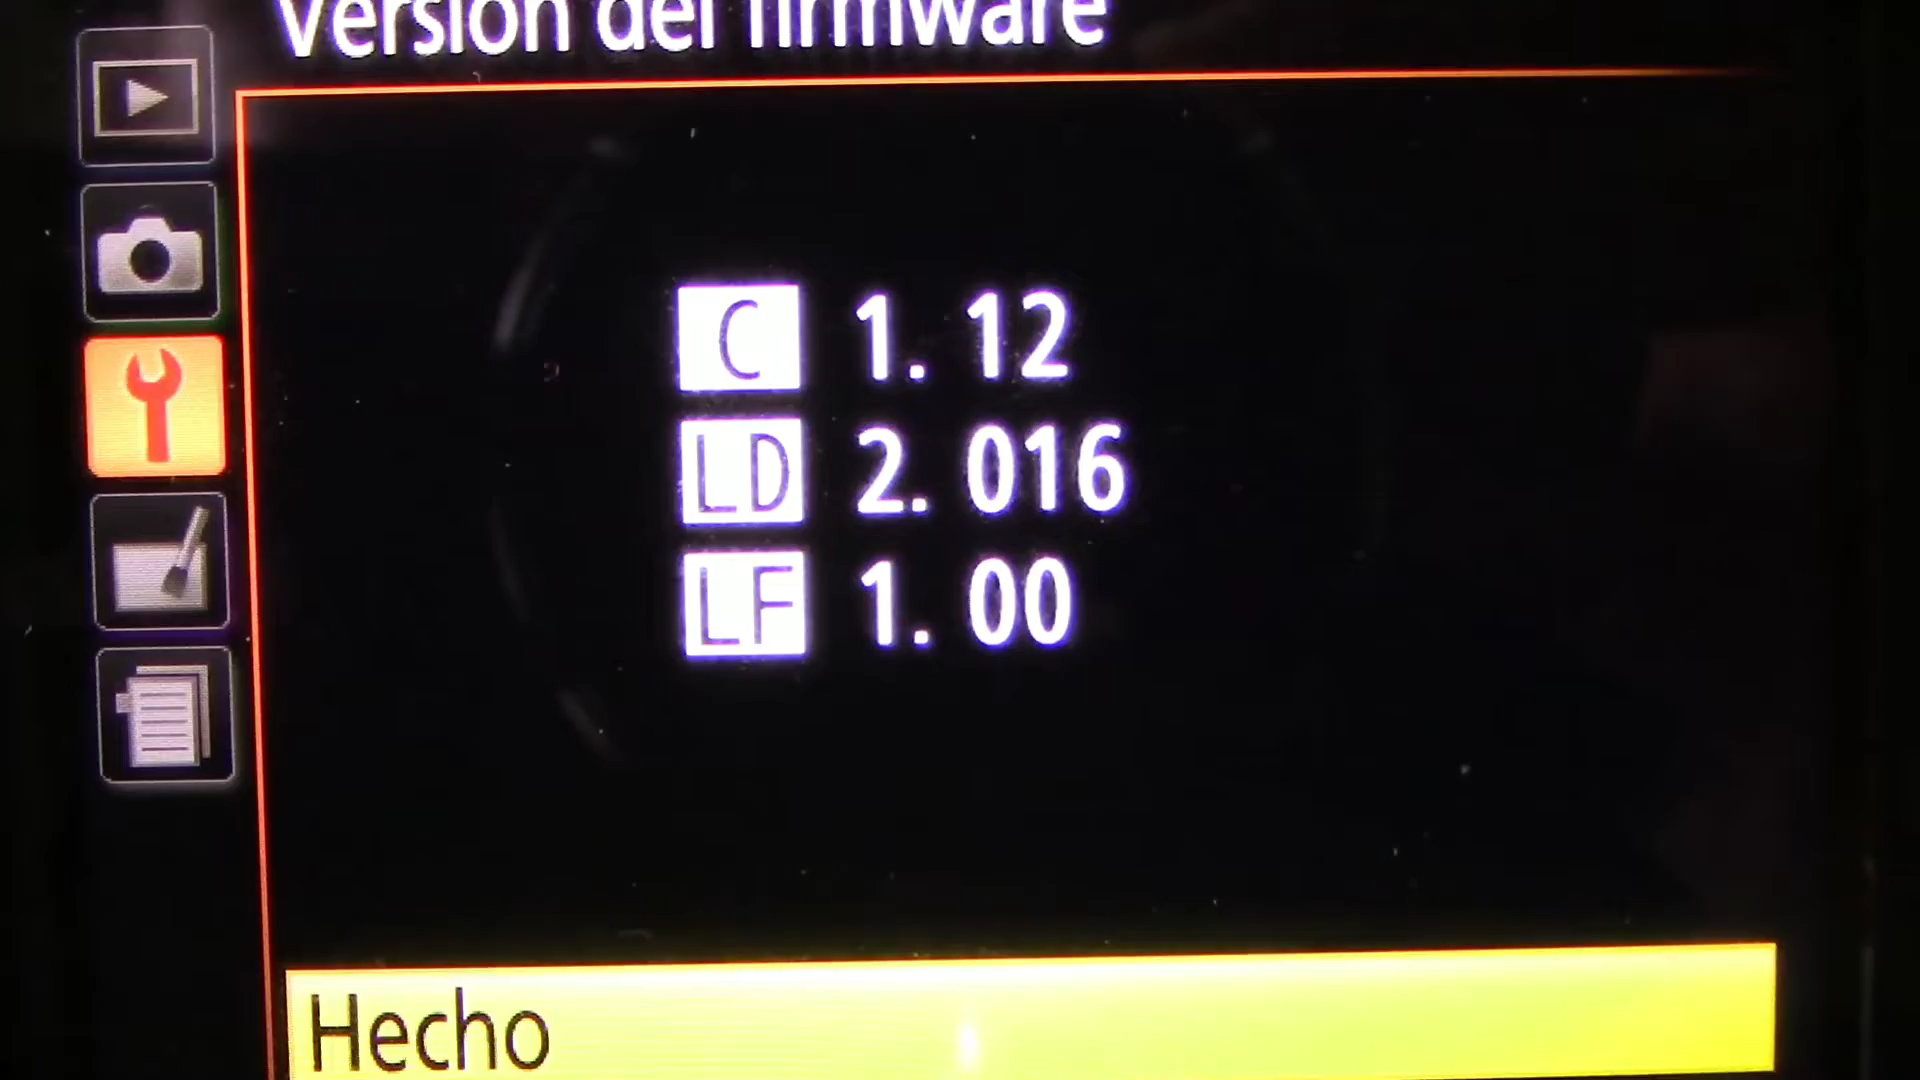 Versión del firmware
C 1. 12
LD 2. 016
LF 1. 00
Hecho